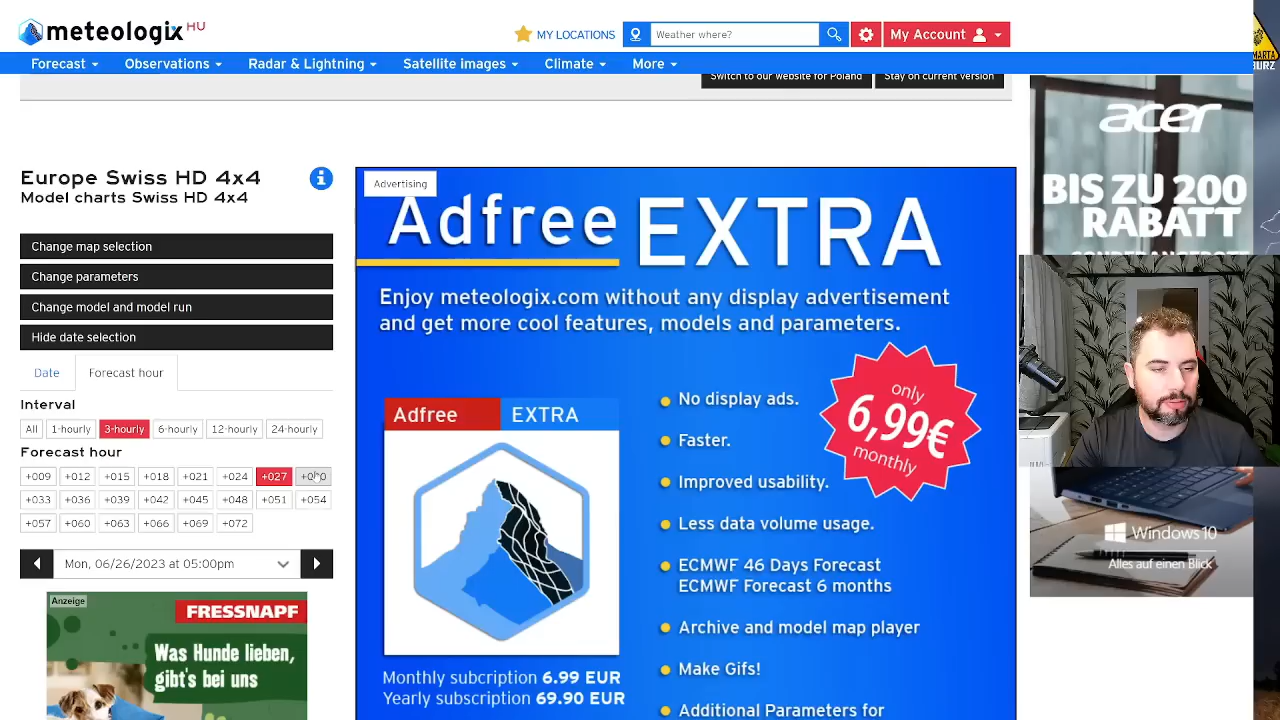 meteologix HU
MY LOCATIONS
Weather where?
My Account
Forecast
Observations
Radar & Lightning
Satellite images
Climate
More
Switch to our website for Poland
Stay on current version
ARTA
BURZ
Europe Swiss HD 4x4
Model charts Swiss HD 4x4
Change map selection
Change parameters
Change model and model run
Hide date selection
Date
Forecast hour
Interval
All 1-hourly 3-hourly 6-hourly 12-hourly 24-hourly
Forecast hour
+009 +012 +015 +018 +021 +024 +027
+033 +036 +039 +042 +045 +048 +051 +054
+057 +060 +063 +066 +069 +072
Mon, 06/26/2023 at 05:00pm
Anzeige
FRESSNAPF
Was Hunde lieben,
gibt's bei uns
Advertising
Adfree EXTRA
Enjoy meteologix.com without any display advertisement
and get more cool features, models and parameters.
only
6,99€
monthly
Adfree EXTRA
No display ads.
Faster.
Improved usability.
Less data volume usage.
ECMWF 46 Days Forecast
ECMWF Forecast 6 months
Archive and model map player
Make Gifs!
Additional Parameters for
Monthly subcription 6.99 EUR
Yearly subscription 69.90 EUR
acer
BIS ZU 200
RABATT
SONDERANGEBOTE
Windows 10
Alles auf einen Blick